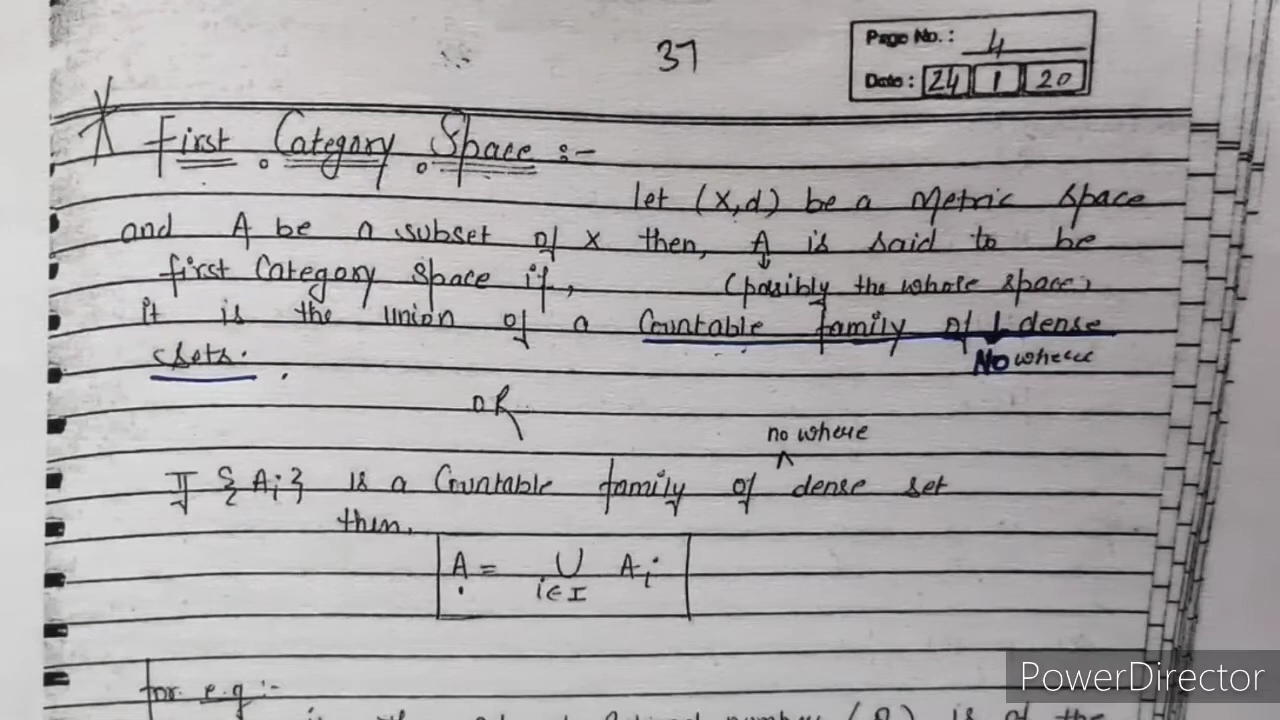 37
Page No.: 4
Date: 24 1 20
First Category Space :-
let (X,d) be a Metric Space
and A be a subset of X then, A is said to be
first Category Space if, (possibly the whole space)
it is the union of a Countable family of dense
No where
sets.
OR
no where
If {Ai} is a Countable family of dense set
then,
A = ∪ Ai
i∈I
for e.g :-
(Q) is of the
PowerDirector